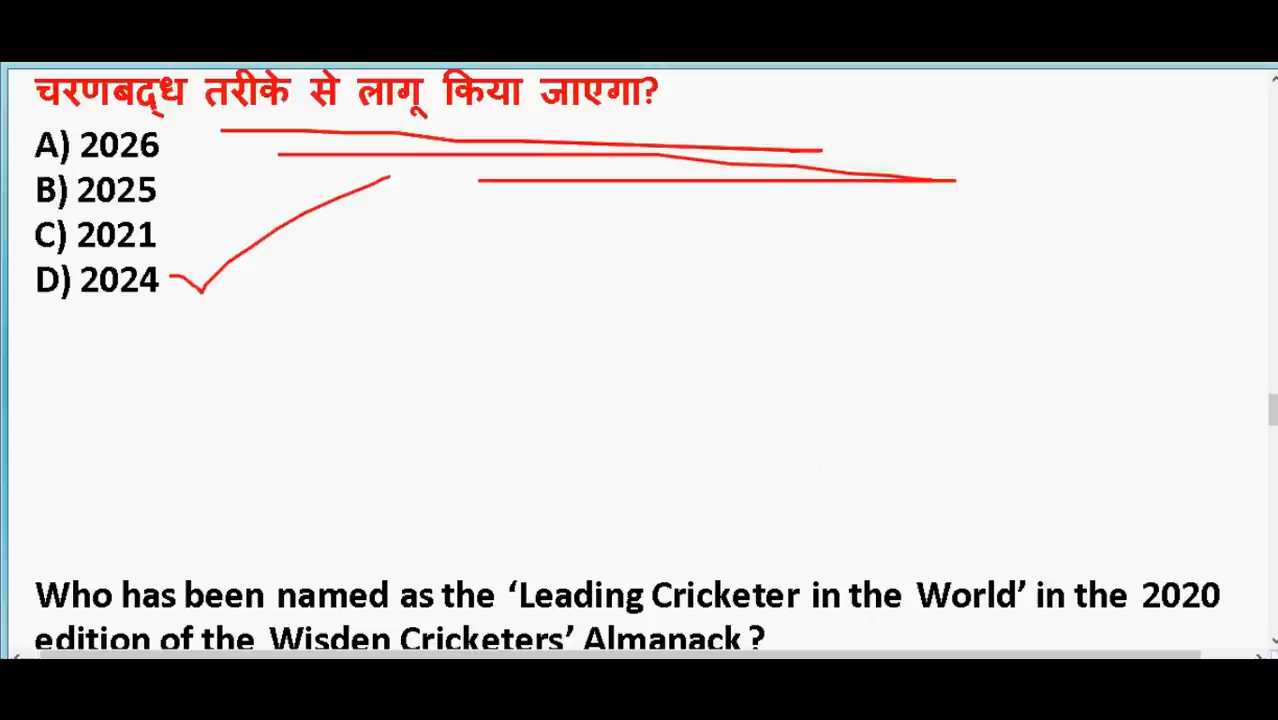 चरणबद्ध तरीके से लागू किया जाएगा?
A) 2026
B) 2025
C) 2021
D) 2024
Who has been named as the ‘Leading Cricketer in the World’ in the 2020
edition of the Wisden Cricketers’ Almanack ?